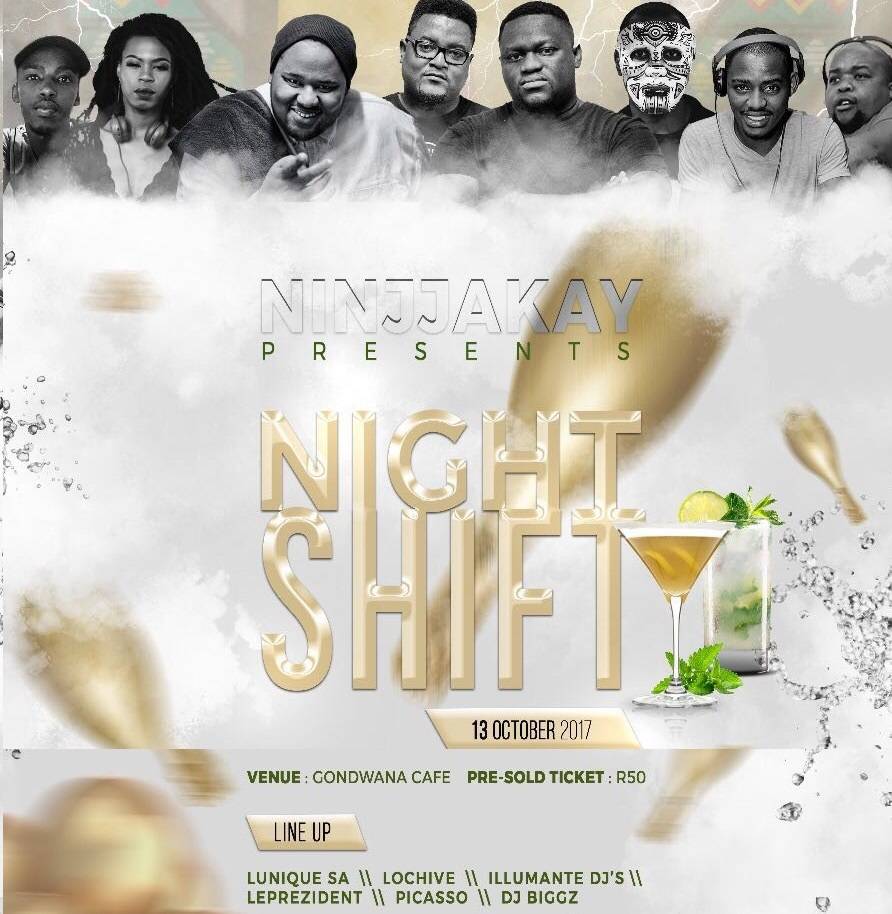 NINJJAKAY
PRESENTS
NIGHT
SHIFT
13 OCTOBER 2017
VENUE : GONDWANA CAFE PRE-SOLD TICKET : R50
LINE UP
LUNIQUE SA \\ LOCHIVE \\ ILLUMANTE DJ'S \\
LEPREZIDENT \\ PICASSO \\ DJ BIGGZ